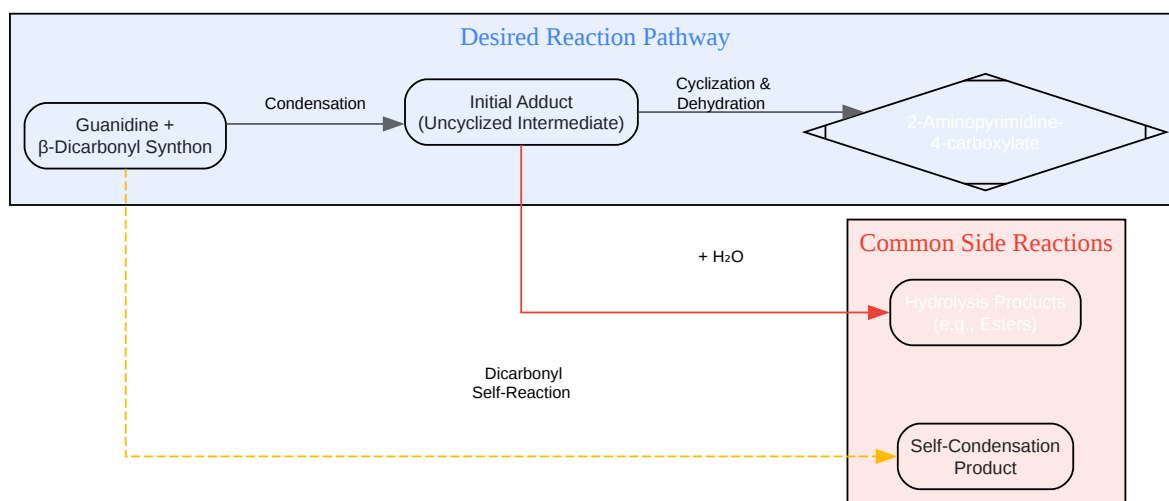 Desired Reaction Pathway
Guanidine +
β-Dicarbonyl Synthon
Condensation
Initial Adduct
(Uncyclized Intermediate)
Cyclization &
Dehydration
2-Aminopyrimidine-
4-carboxylate
Common Side Reactions
+ H₂O
Hydrolysis Products
(e.g., Esters)
Dicarbonyl
Self-Reaction
Self-Condensation
Product